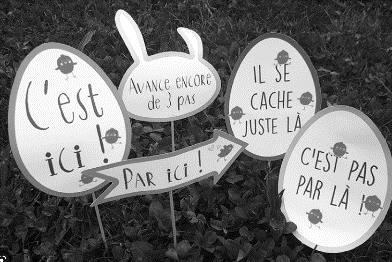 C'est
ici !
AVANCE ENCORE
de 3 PAS
PAR ICI !
IL SE
CACHE
JUSTE LÀ
C'EST PAS
PAR LÀ !